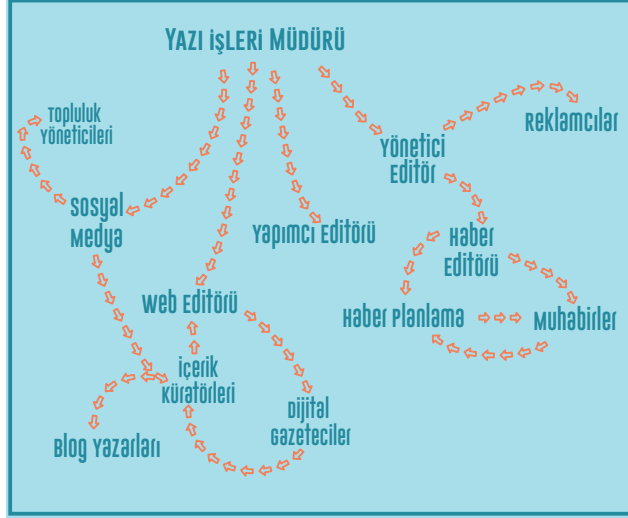 Yazı işleri Müdürü
Topluluk
Yöneticileri
Reklamcılar
Yönetici
Editör
Sosyal
Medya
Yapımcı Editörü
Haber
Editörü
Web Editörü
Haber Planlama
Muhabirler
İçerik
Küratörleri
Dijital
Gazeteciler
Blog Yazarları